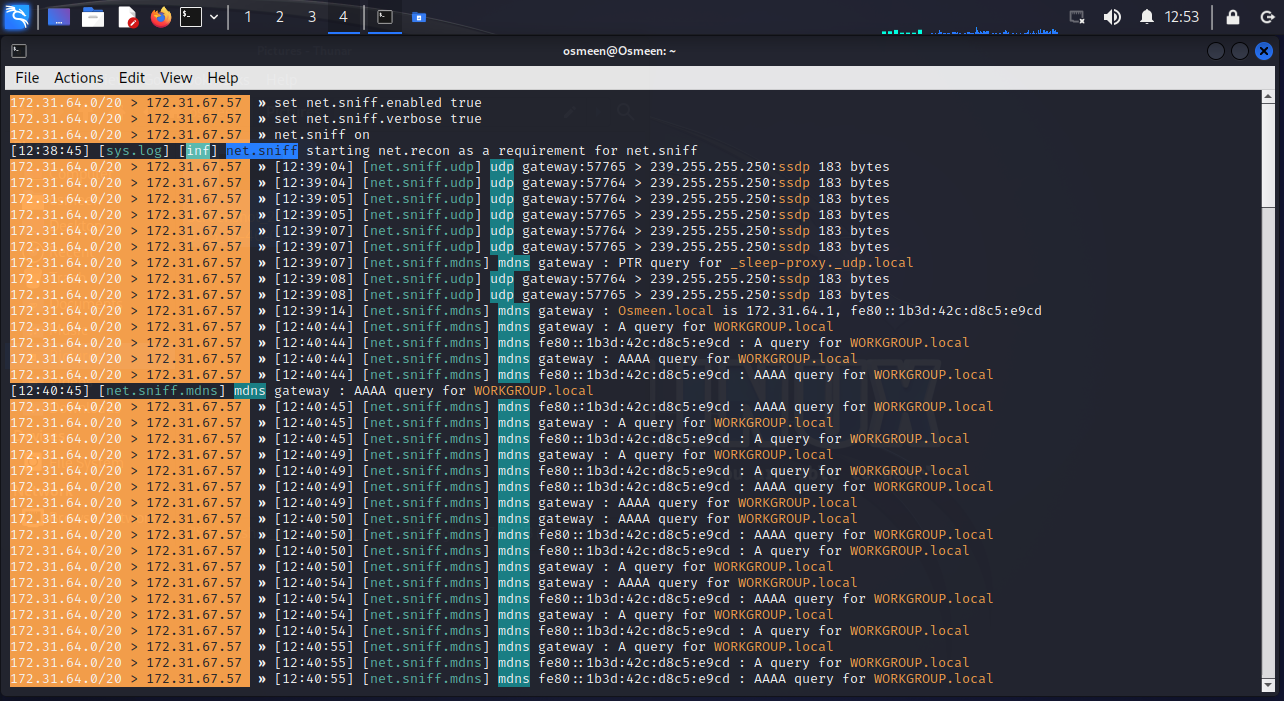 1 2 3 4 12:53
osmeen@Osmeen: ~
File Actions Edit View Help
172.31.64.0/20 > 172.31.67.57 » set net.sniff.enabled true
172.31.64.0/20 > 172.31.67.57 » set net.sniff.verbose true
172.31.64.0/20 > 172.31.67.57 » net.sniff on
[12:38:45] [sys.log] [inf] net.sniff starting net.recon as a requirement for net.sniff
172.31.64.0/20 > 172.31.67.57 » [12:39:04] [net.sniff.udp] udp gateway:57765 > 239.255.255.250:ssdp 183 bytes
172.31.64.0/20 > 172.31.67.57 » [12:39:04] [net.sniff.udp] udp gateway:57764 > 239.255.255.250:ssdp 183 bytes
172.31.64.0/20 > 172.31.67.57 » [12:39:05] [net.sniff.udp] udp gateway:57764 > 239.255.255.250:ssdp 183 bytes
172.31.64.0/20 > 172.31.67.57 » [12:39:05] [net.sniff.udp] udp gateway:57765 > 239.255.255.250:ssdp 183 bytes
172.31.64.0/20 > 172.31.67.57 » [12:39:07] [net.sniff.udp] udp gateway:57764 > 239.255.255.250:ssdp 183 bytes
172.31.64.0/20 > 172.31.67.57 » [12:39:07] [net.sniff.udp] udp gateway:57765 > 239.255.255.250:ssdp 183 bytes
172.31.64.0/20 > 172.31.67.57 » [12:39:07] [net.sniff.mdns] mdns gateway : PTR query for _sleep-proxy._udp.local
172.31.64.0/20 > 172.31.67.57 » [12:39:08] [net.sniff.udp] udp gateway:57764 > 239.255.255.250:ssdp 183 bytes
172.31.64.0/20 > 172.31.67.57 » [12:39:08] [net.sniff.udp] udp gateway:57765 > 239.255.255.250:ssdp 183 bytes
172.31.64.0/20 > 172.31.67.57 » [12:39:14] [net.sniff.mdns] mdns gateway : Osmeen.local is 172.31.64.1, fe80::1b3d:42c:d8c5:e9cd
172.31.64.0/20 > 172.31.67.57 » [12:40:44] [net.sniff.mdns] mdns gateway : A query for WORKGROUP.local
172.31.64.0/20 > 172.31.67.57 » [12:40:44] [net.sniff.mdns] mdns fe80::1b3d:42c:d8c5:e9cd : A query for WORKGROUP.local
172.31.64.0/20 > 172.31.67.57 » [12:40:44] [net.sniff.mdns] mdns gateway : AAAA query for WORKGROUP.local
172.31.64.0/20 > 172.31.67.57 » [12:40:44] [net.sniff.mdns] mdns fe80::1b3d:42c:d8c5:e9cd : AAAA query for WORKGROUP.local
[12:40:45] [net.sniff.mdns] mdns gateway : AAAA query for WORKGROUP.local
172.31.64.0/20 > 172.31.67.57 » [12:40:45] [net.sniff.mdns] mdns fe80::1b3d:42c:d8c5:e9cd : AAAA query for WORKGROUP.local
172.31.64.0/20 > 172.31.67.57 » [12:40:45] [net.sniff.mdns] mdns gateway : A query for WORKGROUP.local
172.31.64.0/20 > 172.31.67.57 » [12:40:45] [net.sniff.mdns] mdns fe80::1b3d:42c:d8c5:e9cd : A query for WORKGROUP.local
172.31.64.0/20 > 172.31.67.57 » [12:40:49] [net.sniff.mdns] mdns gateway : A query for WORKGROUP.local
172.31.64.0/20 > 172.31.67.57 » [12:40:49] [net.sniff.mdns] mdns fe80::1b3d:42c:d8c5:e9cd : A query for WORKGROUP.local
172.31.64.0/20 > 172.31.67.57 » [12:40:49] [net.sniff.mdns] mdns fe80::1b3d:42c:d8c5:e9cd : AAAA query for WORKGROUP.local
172.31.64.0/20 > 172.31.67.57 » [12:40:49] [net.sniff.mdns] mdns gateway : AAAA query for WORKGROUP.local
172.31.64.0/20 > 172.31.67.57 » [12:40:50] [net.sniff.mdns] mdns gateway : AAAA query for WORKGROUP.local
172.31.64.0/20 > 172.31.67.57 » [12:40:50] [net.sniff.mdns] mdns fe80::1b3d:42c:d8c5:e9cd : AAAA query for WORKGROUP.local
172.31.64.0/20 > 172.31.67.57 » [12:40:50] [net.sniff.mdns] mdns fe80::1b3d:42c:d8c5:e9cd : A query for WORKGROUP.local
172.31.64.0/20 > 172.31.67.57 » [12:40:50] [net.sniff.mdns] mdns gateway : A query for WORKGROUP.local
172.31.64.0/20 > 172.31.67.57 » [12:40:54] [net.sniff.mdns] mdns gateway : AAAA query for WORKGROUP.local
172.31.64.0/20 > 172.31.67.57 » [12:40:54] [net.sniff.mdns] mdns fe80::1b3d:42c:d8c5:e9cd : AAAA query for WORKGROUP.local
172.31.64.0/20 > 172.31.67.57 » [12:40:54] [net.sniff.mdns] mdns gateway : A query for WORKGROUP.local
172.31.64.0/20 > 172.31.67.57 » [12:40:54] [net.sniff.mdns] mdns fe80::1b3d:42c:d8c5:e9cd : A query for WORKGROUP.local
172.31.64.0/20 > 172.31.67.57 » [12:40:55] [net.sniff.mdns] mdns gateway : A query for WORKGROUP.local
172.31.64.0/20 > 172.31.67.57 » [12:40:55] [net.sniff.mdns] mdns fe80::1b3d:42c:d8c5:e9cd : A query for WORKGROUP.local
172.31.64.0/20 > 172.31.67.57 » [12:40:55] [net.sniff.mdns] mdns fe80::1b3d:42c:d8c5:e9cd : AAAA query for WORKGROUP.local